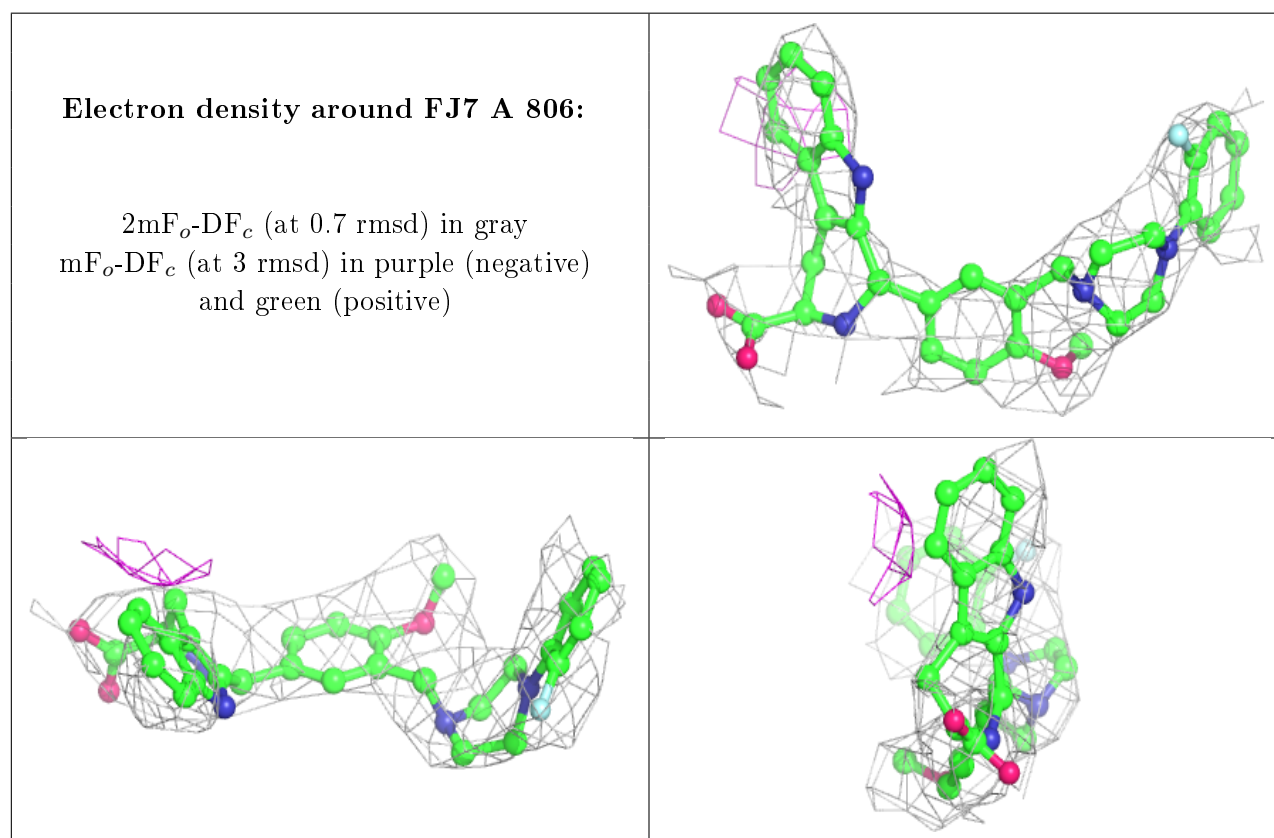 Electron density around FJ7 A 806:
2mFo-DFc (at 0.7 rmsd) in gray
mFo-DFc (at 3 rmsd) in purple (negative)
and green (positive)